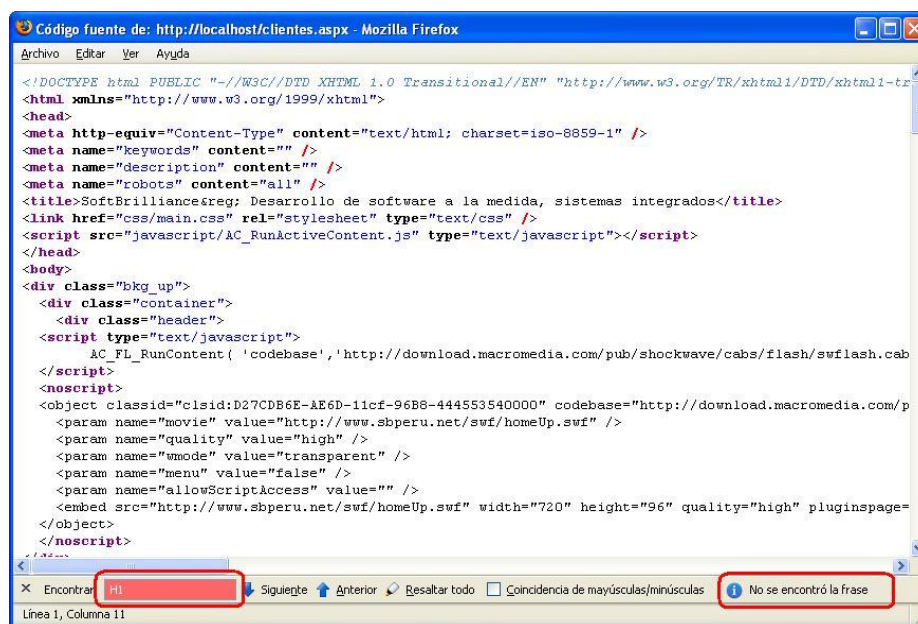 Código fuente de: http://localhost/clientes.aspx - Mozilla Firefox
Archivo Editar Ver Ayuda
<!DOCTYPE html PUBLIC "-//W3C//DTD XHTML 1.0 Transitional//EN" "http://www.w3.org/TR/xhtml1/DTD/xhtml1-tr
<html xmlns="http://www.w3.org/1999/xhtml">
<head>
<meta http-equiv="Content-Type" content="text/html; charset=iso-8859-1" />
<meta name="keywords" content="" />
<meta name="description" content="" />
<meta name="robots" content="all" />
<title>SoftBrilliance&reg; Desarrollo de software a la medida, sistemas integrados</title>
<link href="css/main.css" rel="stylesheet" type="text/css" />
<script src="javascript/AC_RunActiveContent.js" type="text/javascript"></script>
</head>
<body>
<div class="bkg_up">
<div class="container">
<div class="header">
<script type="text/javascript">
AC_FL_RunContent( 'codebase','http://download.macromedia.com/pub/shockwave/cabs/flash/swflash.cab
</script>
<noscript>
<object classid="clsid:D27CDB6E-AE6D-11cf-96B8-444553540000" codebase="http://download.macromedia.com/p
<param name="movie" value="http://www.sbperu.net/swf/homeUp.swf" />
<param name="quality" value="high" />
<param name="wmode" value="transparent" />
<param name="menu" value="false" />
<param name="allowScriptAccess" value="" />
<embed src="http://www.sbperu.net/swf/homeUp.swf" width="720" height="96" quality="high" pluginspage=
</object>
</noscript>
</div>
Encontrar: H1 Siguiente Anterior Resaltar todo Coincidencia de mayúsculas/minúsculas No se encontró la frase
Línea 1, Columna 11